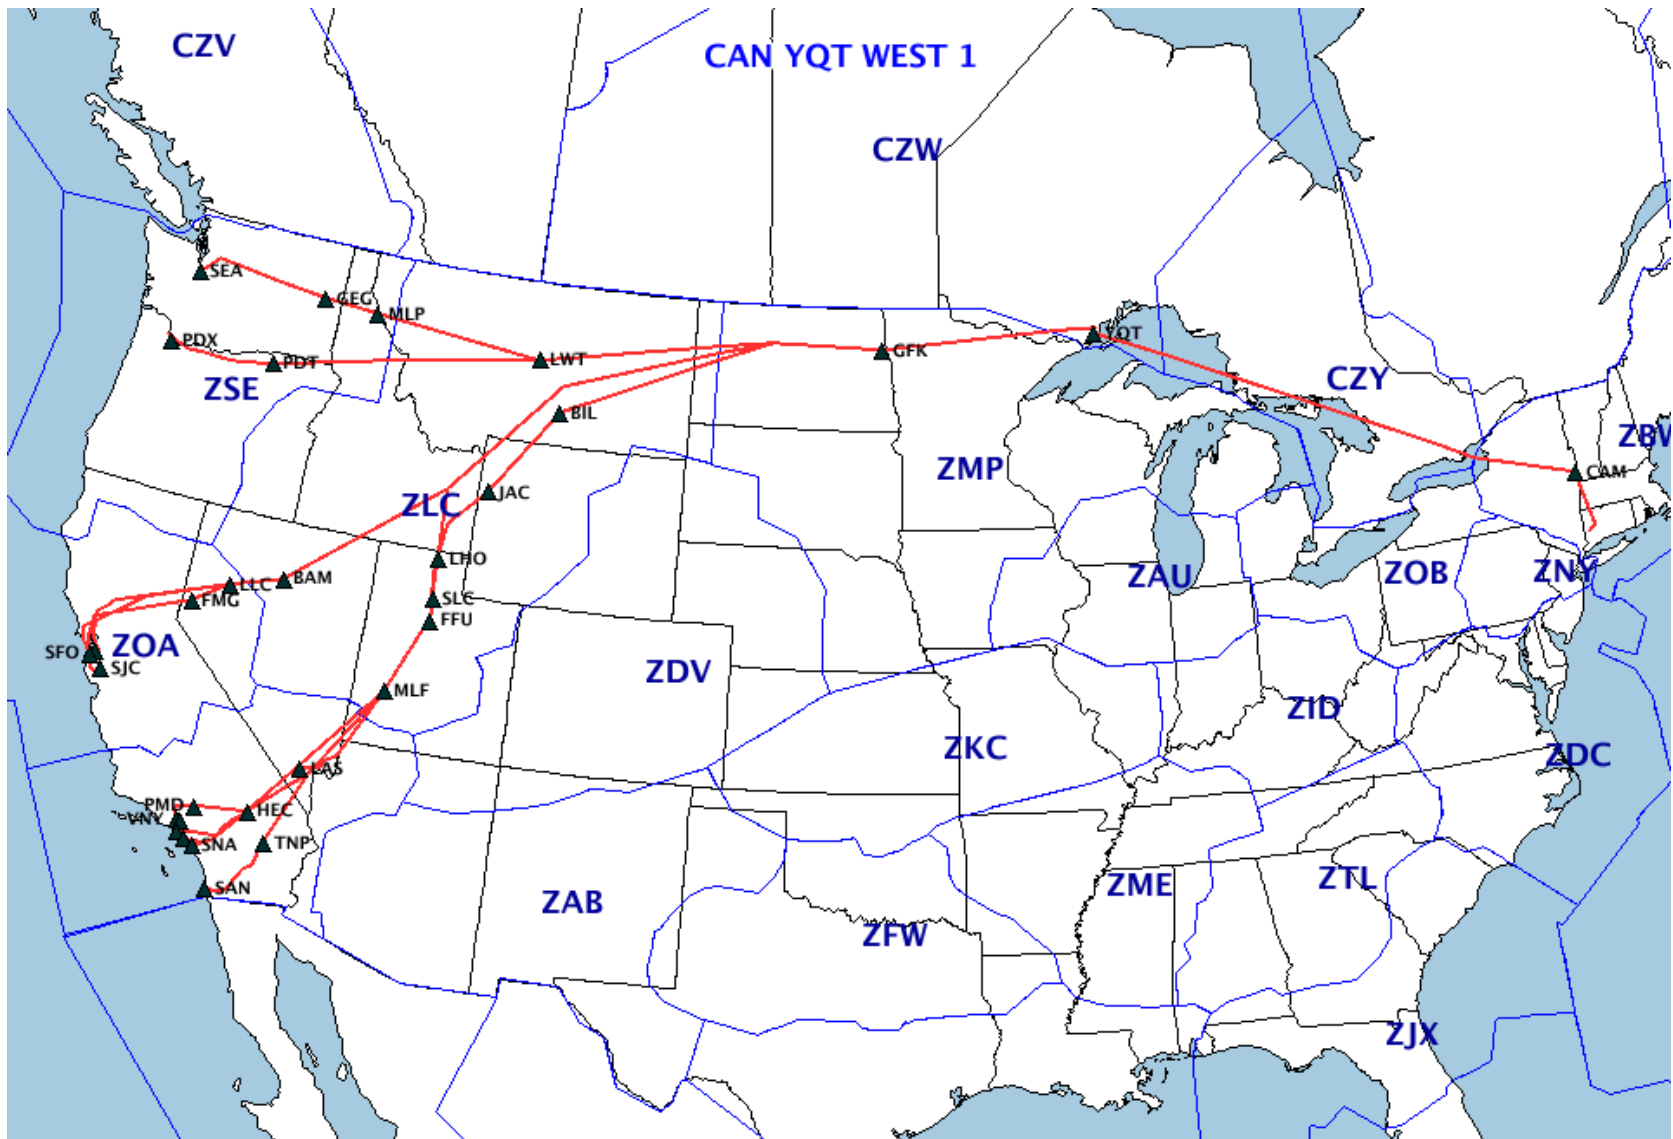 CZV
CAN YQT WEST 1
CZW
SEA
GEG
MLP
PDX
PDT
LWT
GFK
YQT
ZSE
CZY
BIL
ZBW
ZMP
CAM
JAC
ZLC
LHO
BAM
LLC
FMG
SLC
FFU
ZAU
ZOB
ZNY
SFO
ZOA
SJC
ZDV
MLF
ZID
ZKC
ZDC
LAS
PMD
HEC
VNY
SNA
TNP
SAN
ZAB
ZME
ZTL
ZFW
ZJX